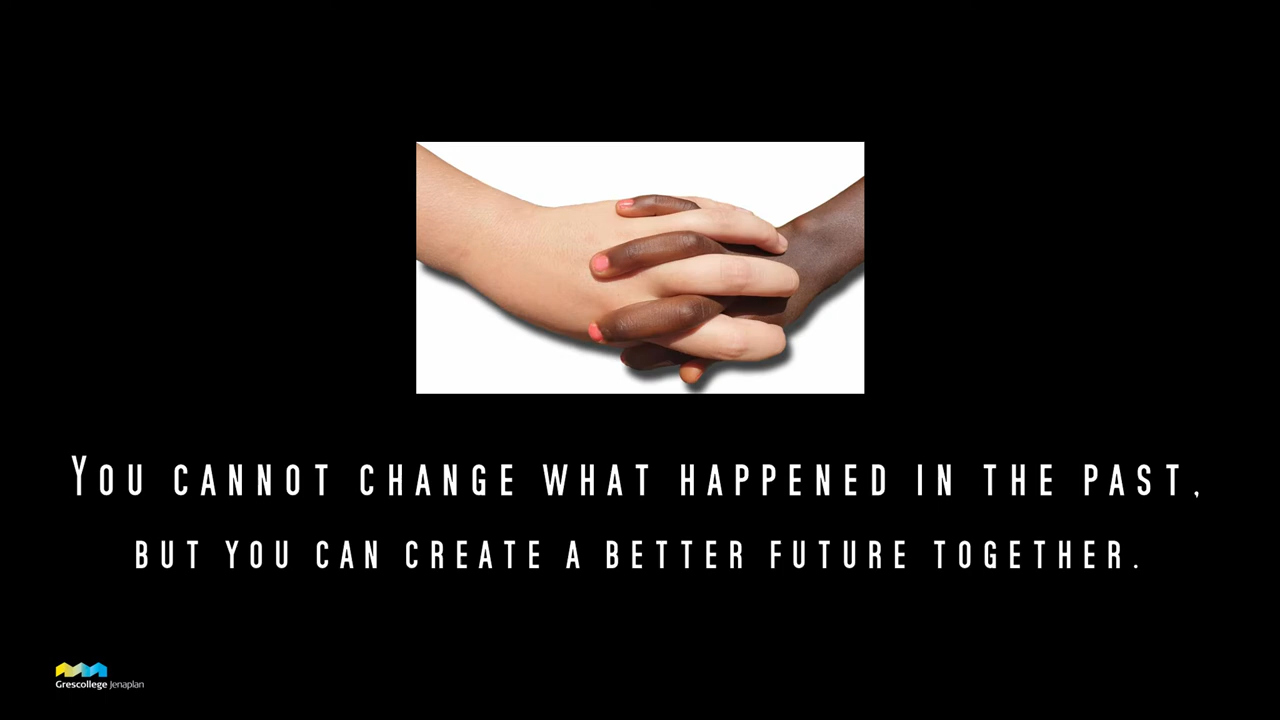 You cannot change what happened in the past,
but you can create a better future together.
Grescollege Jenaplan